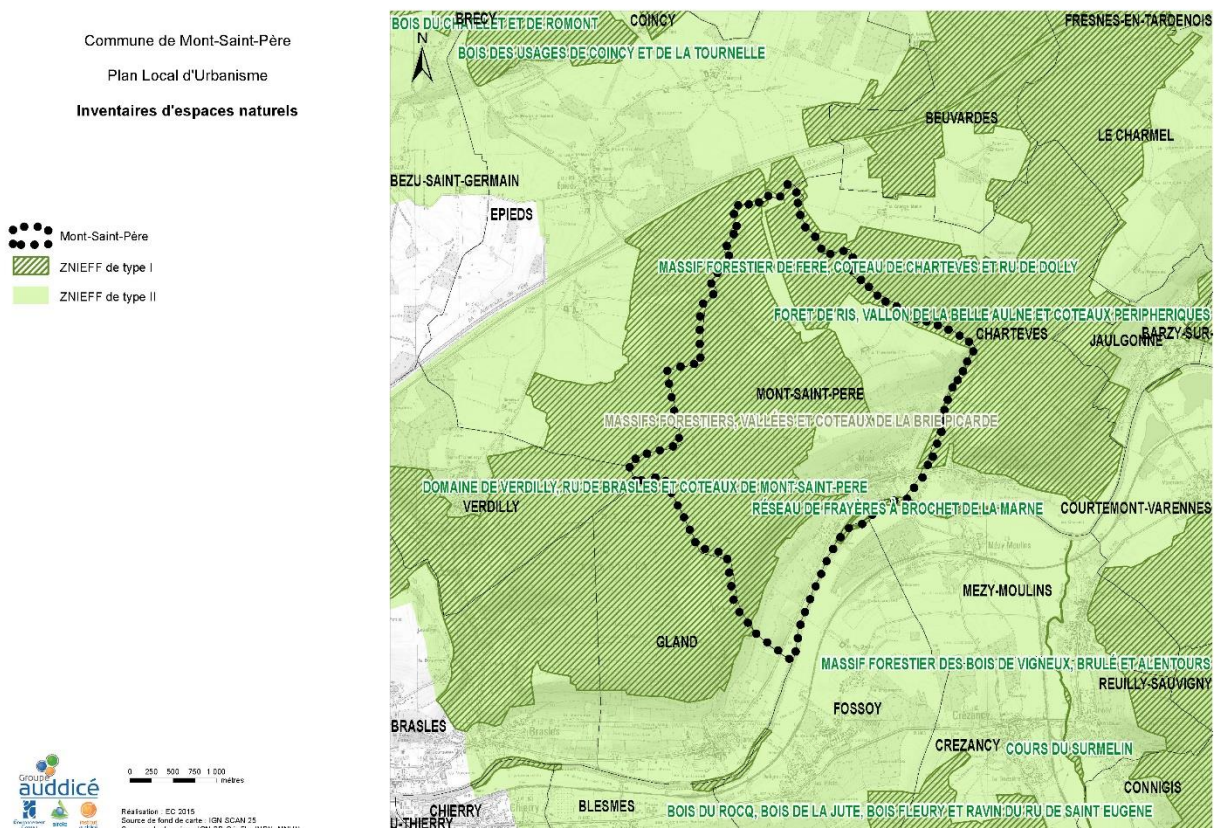 Commune de Mont-Saint-Père
Plan Local d'Urbanisme
Inventaires d'espaces naturels
Mont-Saint-Père
ZNIEFF de type I
ZNIEFF de type II
Groupe
auddicé
0 250 500 750 1 000
mètres
Réalisation : EC 2015
Source de fond de carte : IGN SCAN 25
N
BRECY
COINCY
FRESNES-EN-TARDENOIS
BOIS DU CHATELET ET DE ROMONT
BOIS DES USAGES DE COINCY ET DE LA TOURNELLE
BEUVARDES
LE CHARMEL
BEZU-SAINT-GERMAIN
EPIEDS
MASSIF FORESTIER DE FERE, COTEAU DE CHARTEVES ET RU DE DOLLY
FORET DE RIS, VALLON DE LA BELLE AULNE ET COTEAUX PERIPHERIQUES
CHARTEVES
JAULGONNE
BARZY-SUR-
MONT-SAINT-PERE
MASSIFS FORESTIERS, VALLÉES ET COTEAUX DE LA BRIE PICARDE
DOMAINE DE VERDILLY, RU DE BRASLES ET COTEAUX DE MONT-SAINT-PERE
VERDILLY
RÉSEAU DE FRAYÈRES À BROCHET DE LA MARNE
COURTEMONT-VARENNES
MEZY-MOULINS
GLAND
MASSIF FORESTIER DES BOIS DE VIGNEUX, BRULÉ ET ALENTOURS
REUILLY-SAUVIGNY
FOSSOY
BRASLES
CREZANCY
COURS DU SURMELIN
CONNIGIS
CHIERRY
BLESMES
BOIS DU ROCQ, BOIS DE LA JUTE, BOIS FLEURY ET RAVIN DU RU DE SAINT EUGENE
U-THIERRY